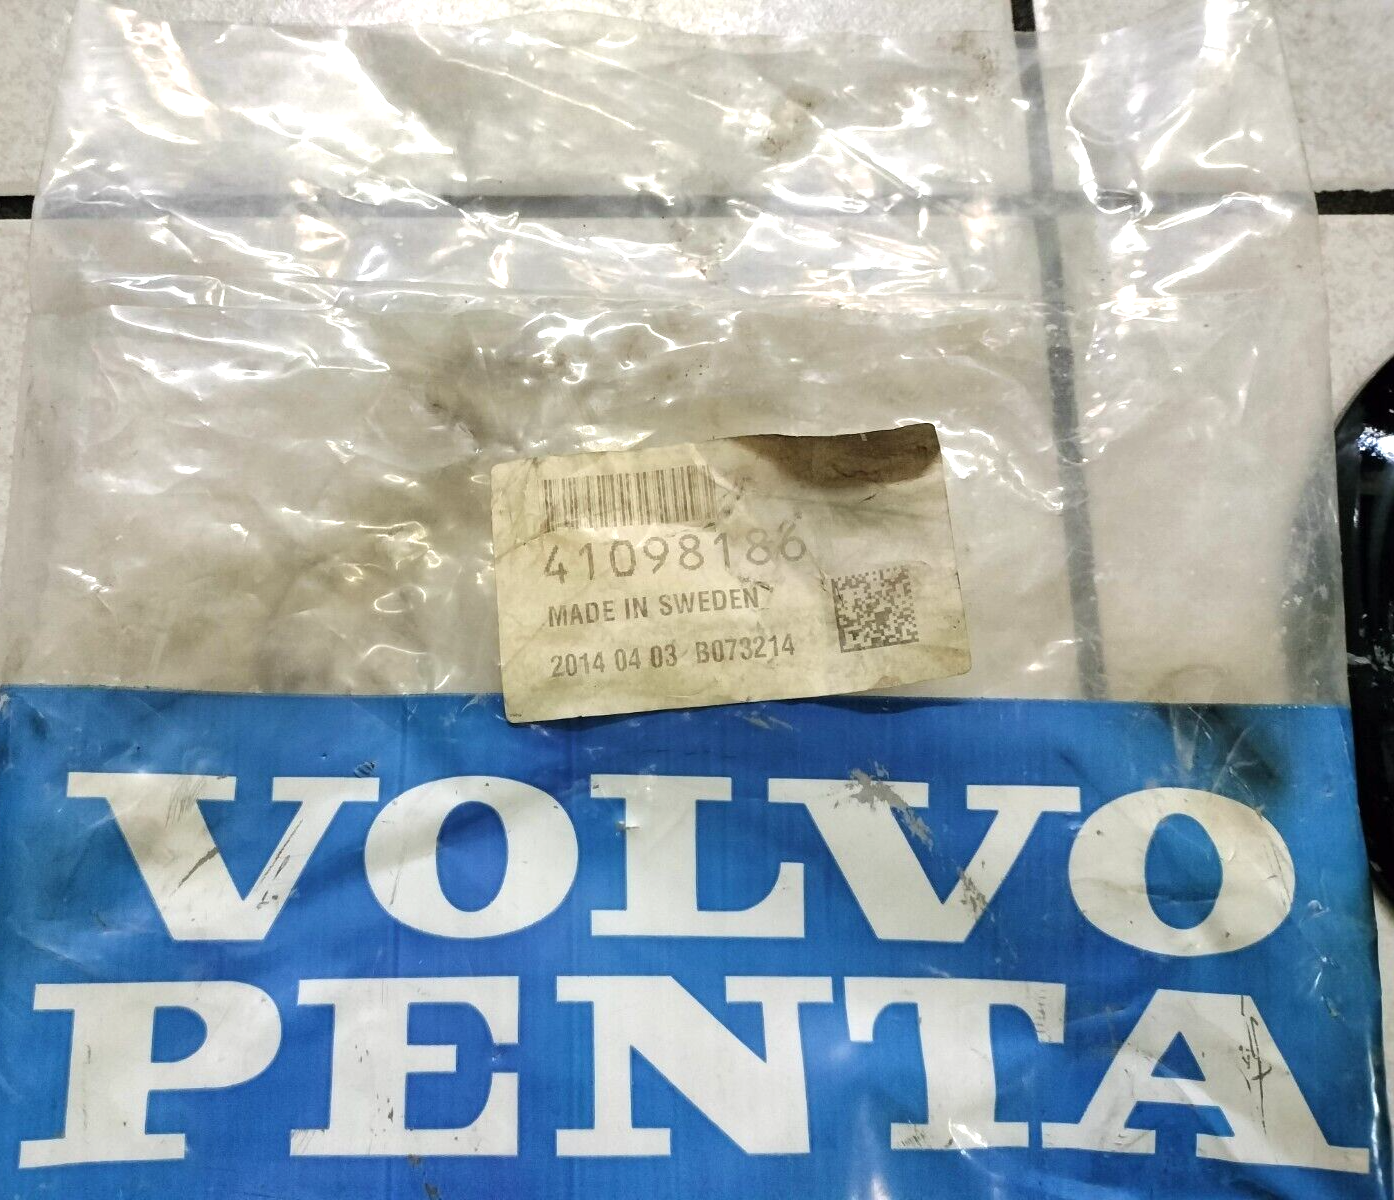 41098186
MADE IN SWEDEN
2014 04 03 B073214
VOLVO
PENTA